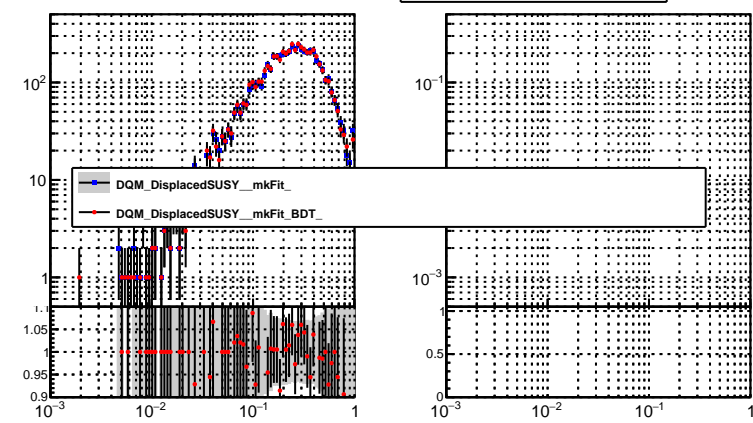 10² 10⁻¹
10
DQM_DisplacedSUSY__mkFit_
DQM_DisplacedSUSY__mkFit_BDT_
1 10⁻³
1.1 1
1.05
1 0.5
0.95
0.9 0
10⁻³ 10⁻² 10⁻¹ 1 10⁻³ 10⁻² 10⁻¹ 1